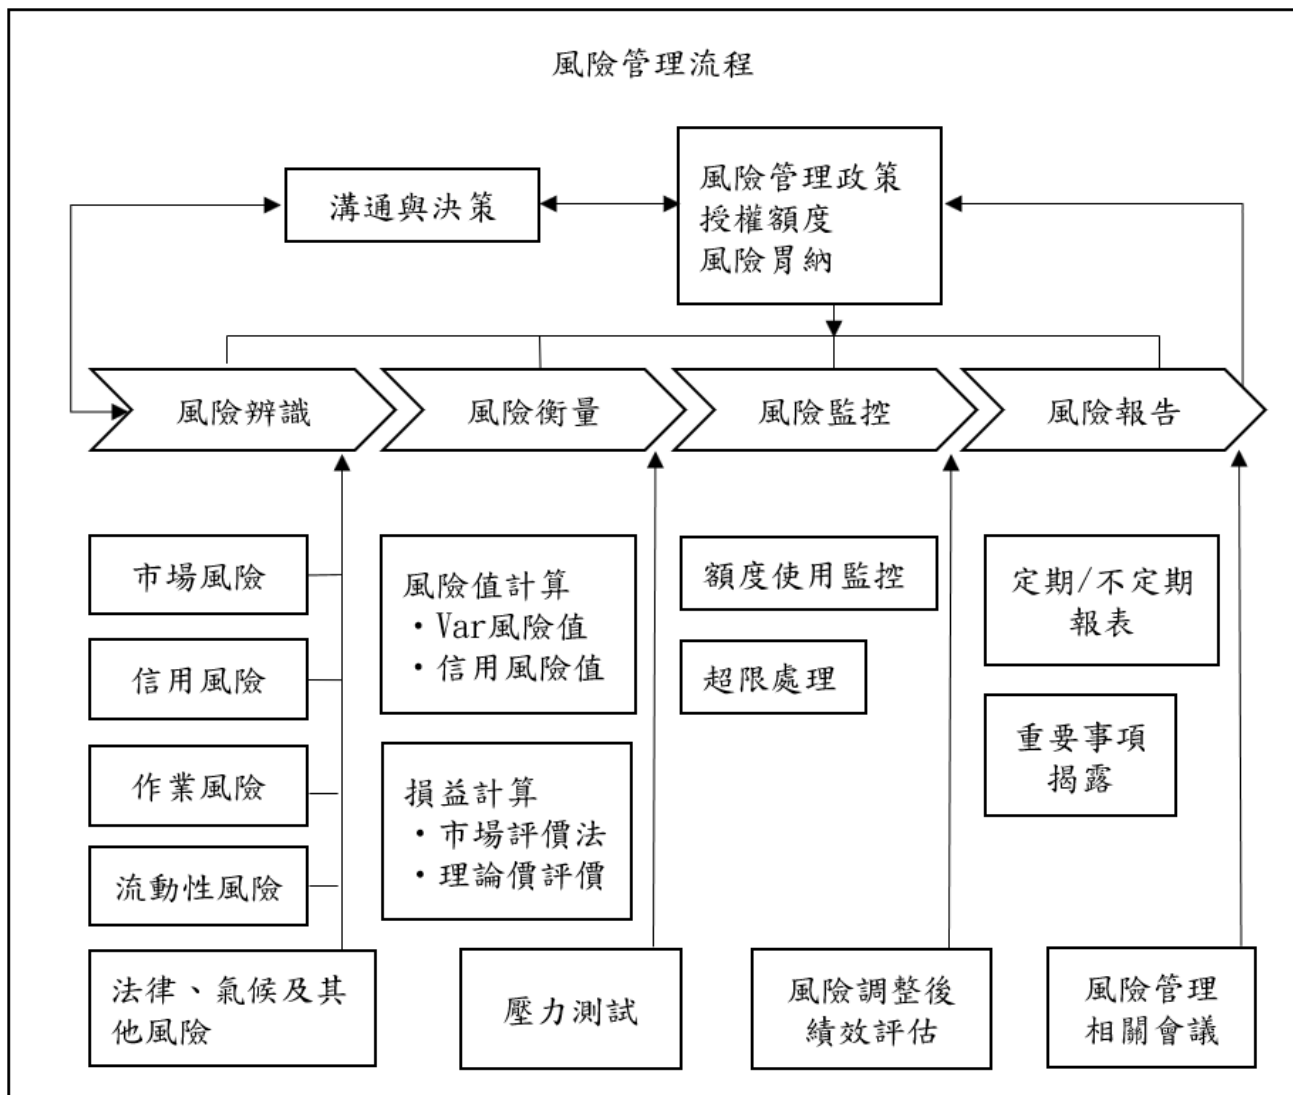 風險管理流程
溝通與決策
風險管理政策
授權額度
風險胃納
風險辨識
風險衡量
風險監控
風險報告
市場風險
信用風險
作業風險
流動性風險
法律、氣候及其
他風險
風險值計算
・Var風險值
・信用風險值
損益計算
・市場評價法
・理論價評價
壓力測試
額度使用監控
超限處理
風險調整後
績效評估
定期/不定期
報表
重要事項
揭露
風險管理
相關會議